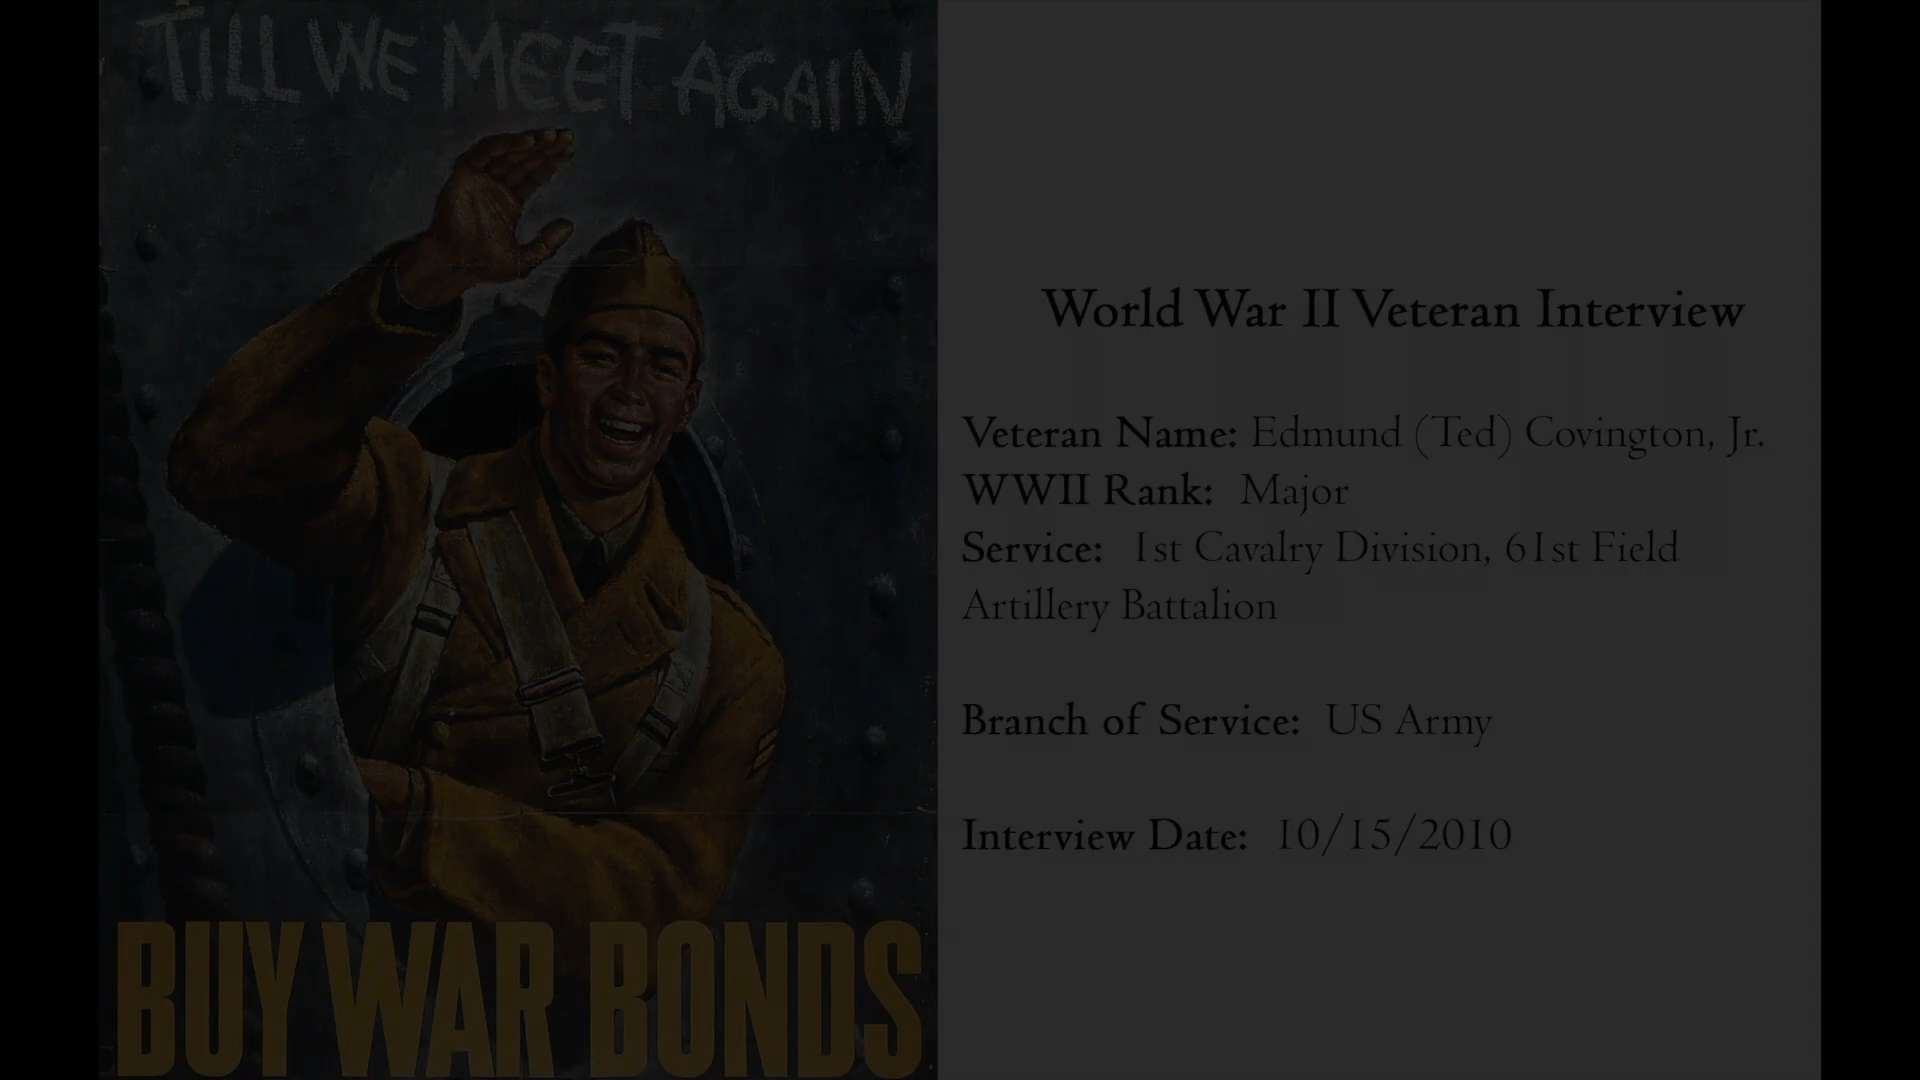 TILL WE MEET AGAIN
BUY WAR BONDS
World War II Veteran Interview
Veteran Name: Edmund (Ted) Covington, Jr.
WWII Rank: Major
Service: 1st Cavalry Division, 61st Field
Artillery Battalion
Branch of Service: US Army
Interview Date: 10/15/2010